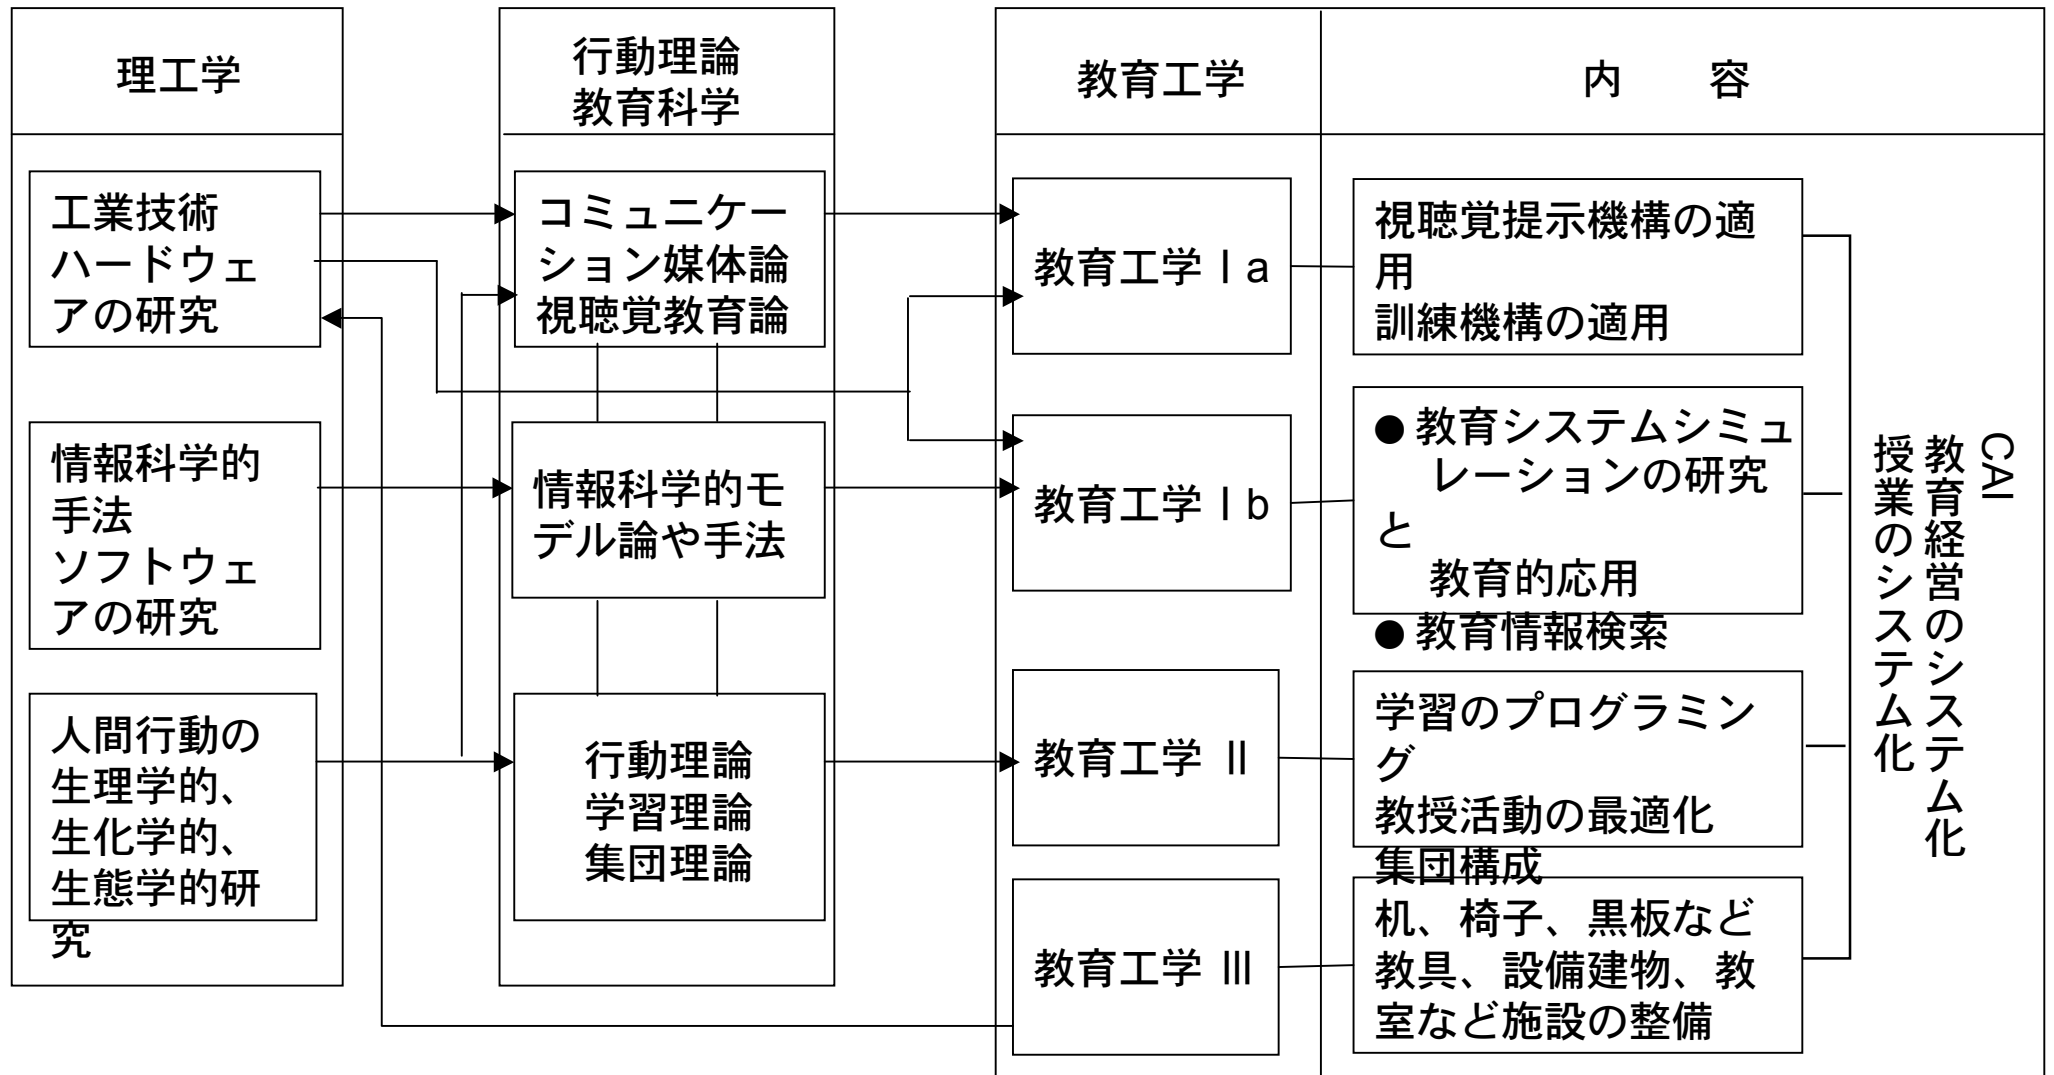 理工学
行動理論
教育科学
教育工学
内　　容
工業技術
ハードウェ
アの研究
情報科学的
手法
ソフトウェ
アの研究
人間行動の
生理学的、
生化学的、
生態学的研
究
コミュニケー
ション媒体論
視聴覚教育論
情報科学的モ
デル論や手法
行動理論
学習理論
集団理論
教育工学Ⅰa
教育工学Ⅰb
教育工学 Ⅱ
教育工学 Ⅲ
視聴覚提示機構の適
用
訓練機構の適用
● 教育システムシミュ
レーションの研究
と
教育的応用
● 教育情報検索
学習のプログラミン
グ
教授活動の最適化
集団構成
机、椅子、黒板など
教具、設備建物、教
室など施設の整備
CAI
教育経営のシステム化
授業のシステム化